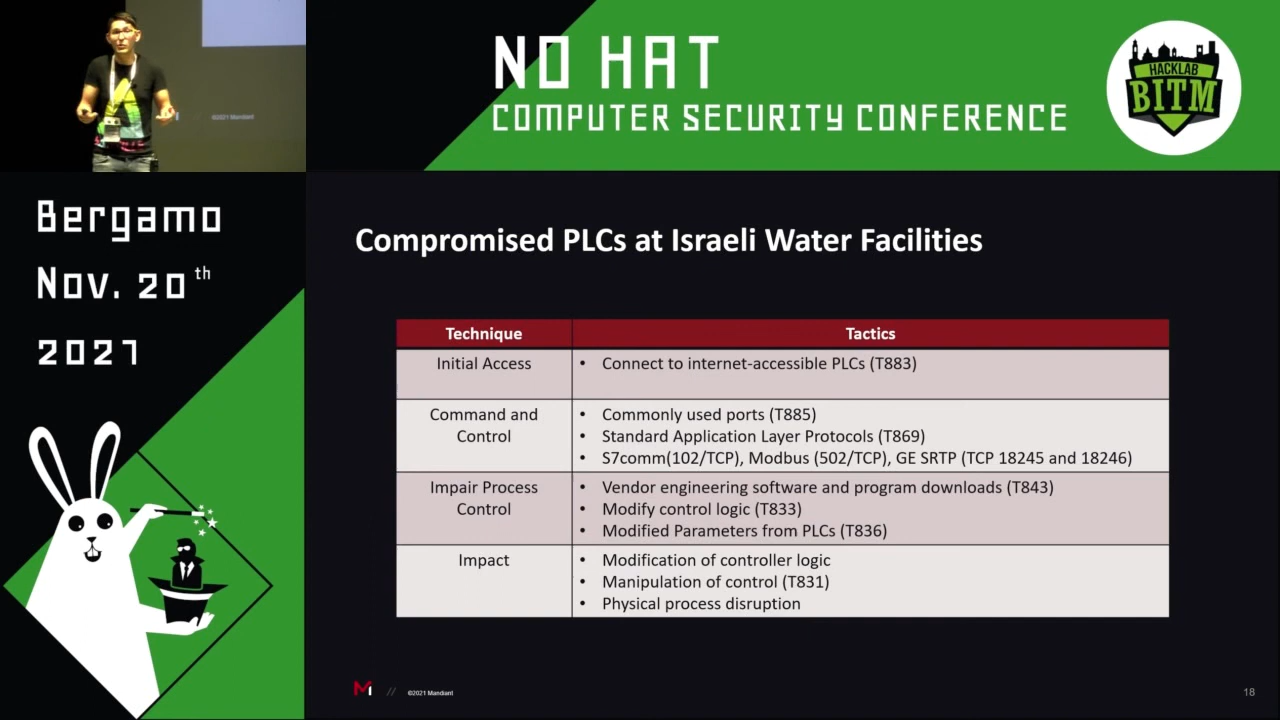 ©2021 Mandiant
NO HAT
COMPUTER SECURITY CONFERENCE
HACKLAB
BITM
Bergamo
Nov. 20th
2021
Compromised PLCs at Israeli Water Facilities
Technique
Tactics
Initial Access
• Connect to internet-accessible PLCs (T883)
Command and
Control
• Commonly used ports (T885)
• Standard Application Layer Protocols (T869)
• S7comm(102/TCP), Modbus (502/TCP), GE SRTP (TCP 18245 and 18246)
Impair Process
Control
• Vendor engineering software and program downloads (T843)
• Modify control logic (T833)
• Modified Parameters from PLCs (T836)
Impact
• Modification of controller logic
• Manipulation of control (T831)
• Physical process disruption
M // ©2021 Mandiant
18